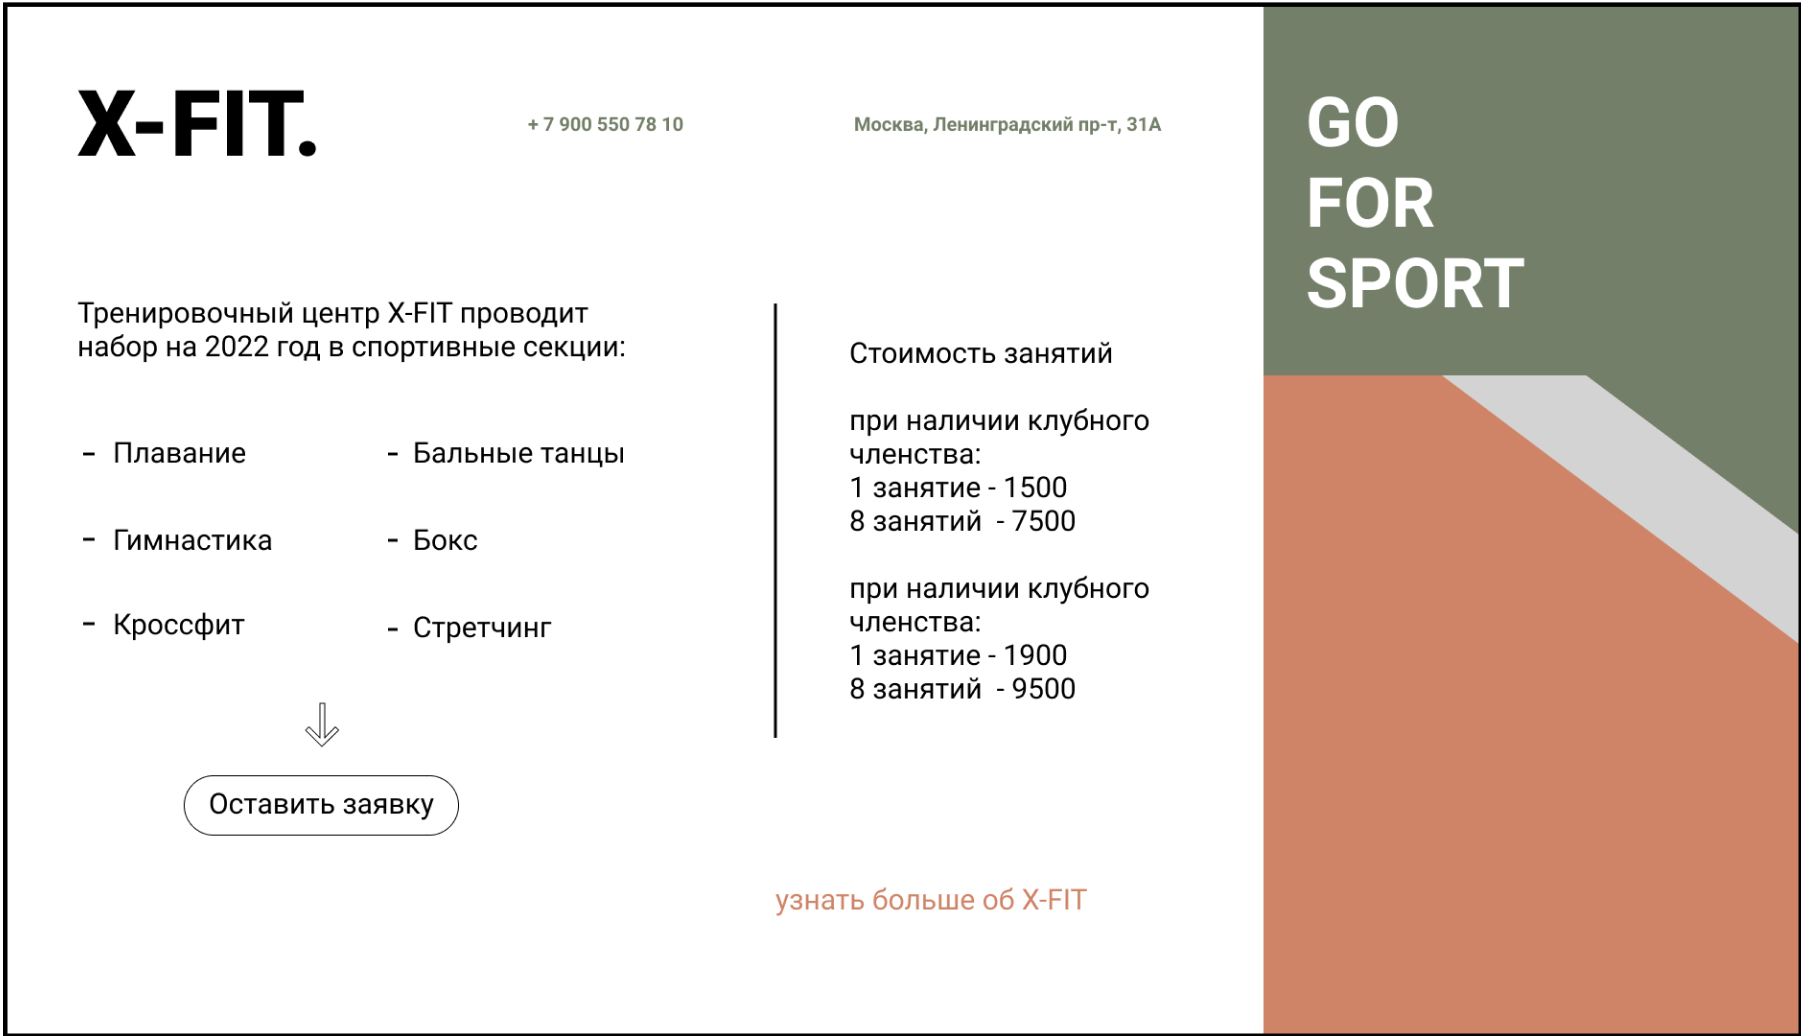 X-FIT.
+ 7 900 550 78 10
Москва, Ленинградский пр-т, 31А
GO
FOR
SPORT
Тренировочный центр X-FIT проводит
набор на 2022 год в спортивные секции:
- Плавание
- Гимнастика
- Кроссфит
- Бальные танцы
- Бокс
- Стретчинг
Оставить заявку
Стоимость занятий
при наличии клубного
членства:
1 занятие - 1500
8 занятий - 7500
при наличии клубного
членства:
1 занятие - 1900
8 занятий - 9500
узнать больше об X-FIT